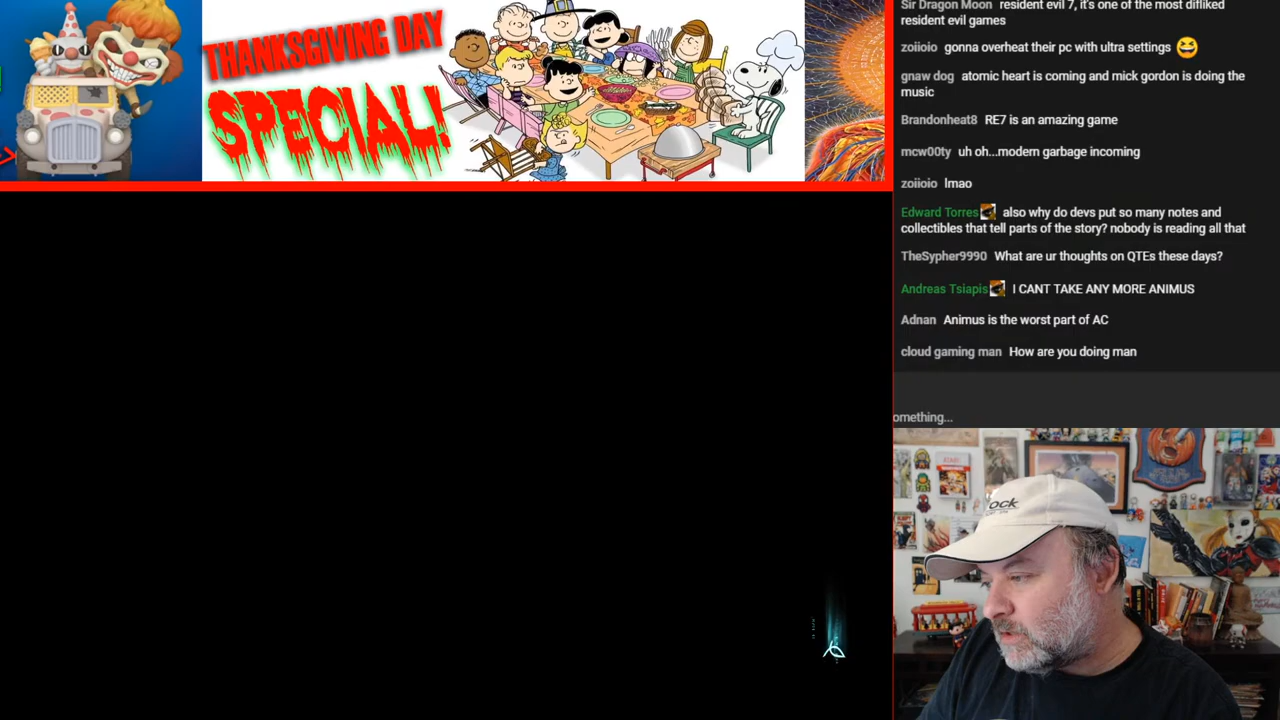 THANKSGIVING DAY
SPECIAL!
Sir Dragon Moon resident evil 7, it's one of the most difliked
resident evil games
zoiioio gonna overheat their pc with ultra settings
gnaw dog atomic heart is coming and mick gordon is doing the
music
Brandonheat8 RE7 is an amazing game
mcw00ty uh oh...modern garbage incoming
zoiioio lmao
Edward Torres also why do devs put so many notes and
collectibles that tell parts of the story? nobody is reading all that
TheSypher9990 What are ur thoughts on QTEs these days?
Andreas Tsiapis I CANT TAKE ANY MORE ANIMUS
Adnan Animus is the worst part of AC
cloud gaming man How are you doing man
omething...
ock